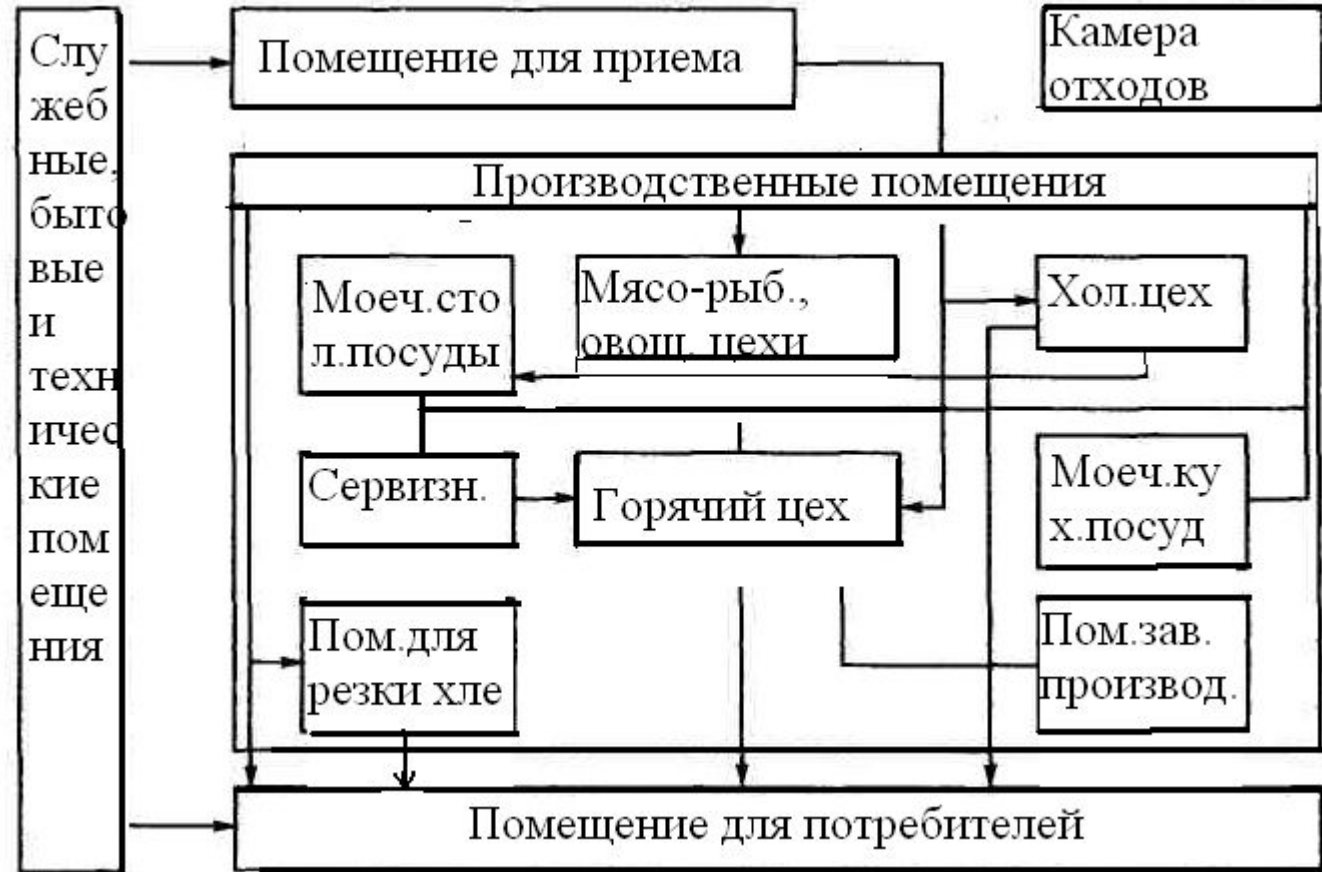 Слу
жеб
ные,
быто
вые
и
техн
ичес
кие
пом
еще
ния
Помещение для приема
Камера
отходов
Производственные помещения
Моеч.сто
л.посуды
Мясо-рыб.,
овощ. цехи
Хол.цех
Сервизн.
Горячий цех
Моеч.ку
х.посуд
Пом.для
резки хле
Пом.зав.
производ.
Помещение для потребителей